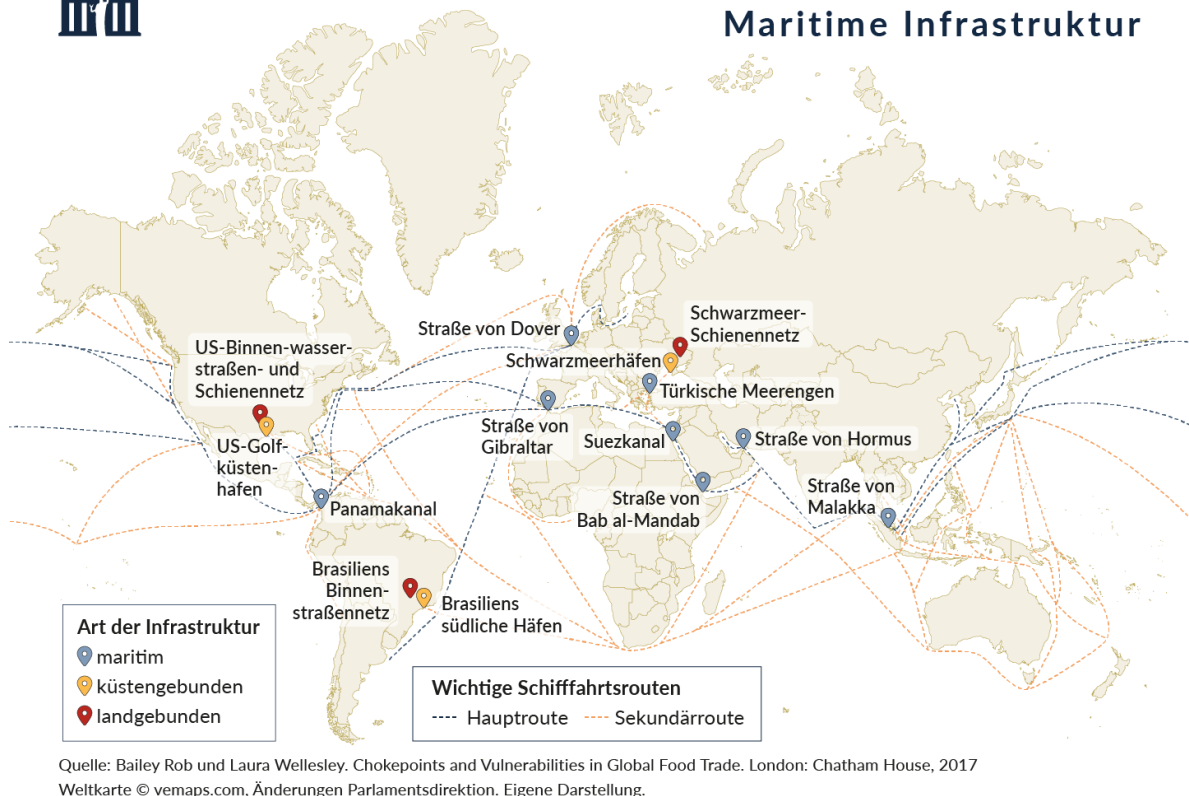 Maritime Infrastruktur
Straße von Dover
Schwarzmeer-
Schienennetz
US-Binnen-wasser-
straßen- und
Schienennetz
Schwarzmeerhäfen
Türkische Meerengen
US-Golf-
küsten-
hafen
Straße von
Gibraltar
Suezkanal
Straße von Hormus
Straße von
Malakka
Straße von
Bab al-Mandab
Panamakanal
Brasiliens
Binnen-
straßennetz
Brasiliens
südliche Häfen
Art der Infrastruktur
maritim
küstengebunden
landgebunden
Wichtige Schifffahrtsrouten
Hauptroute
Sekundärroute
Quelle: Bailey Rob und Laura Wellesley. Chokepoints and Vulnerabilities in Global Food Trade. London: Chatham House, 2017
Weltkarte © vemaps.com, Änderungen Parlamentsdirektion. Eigene Darstellung.